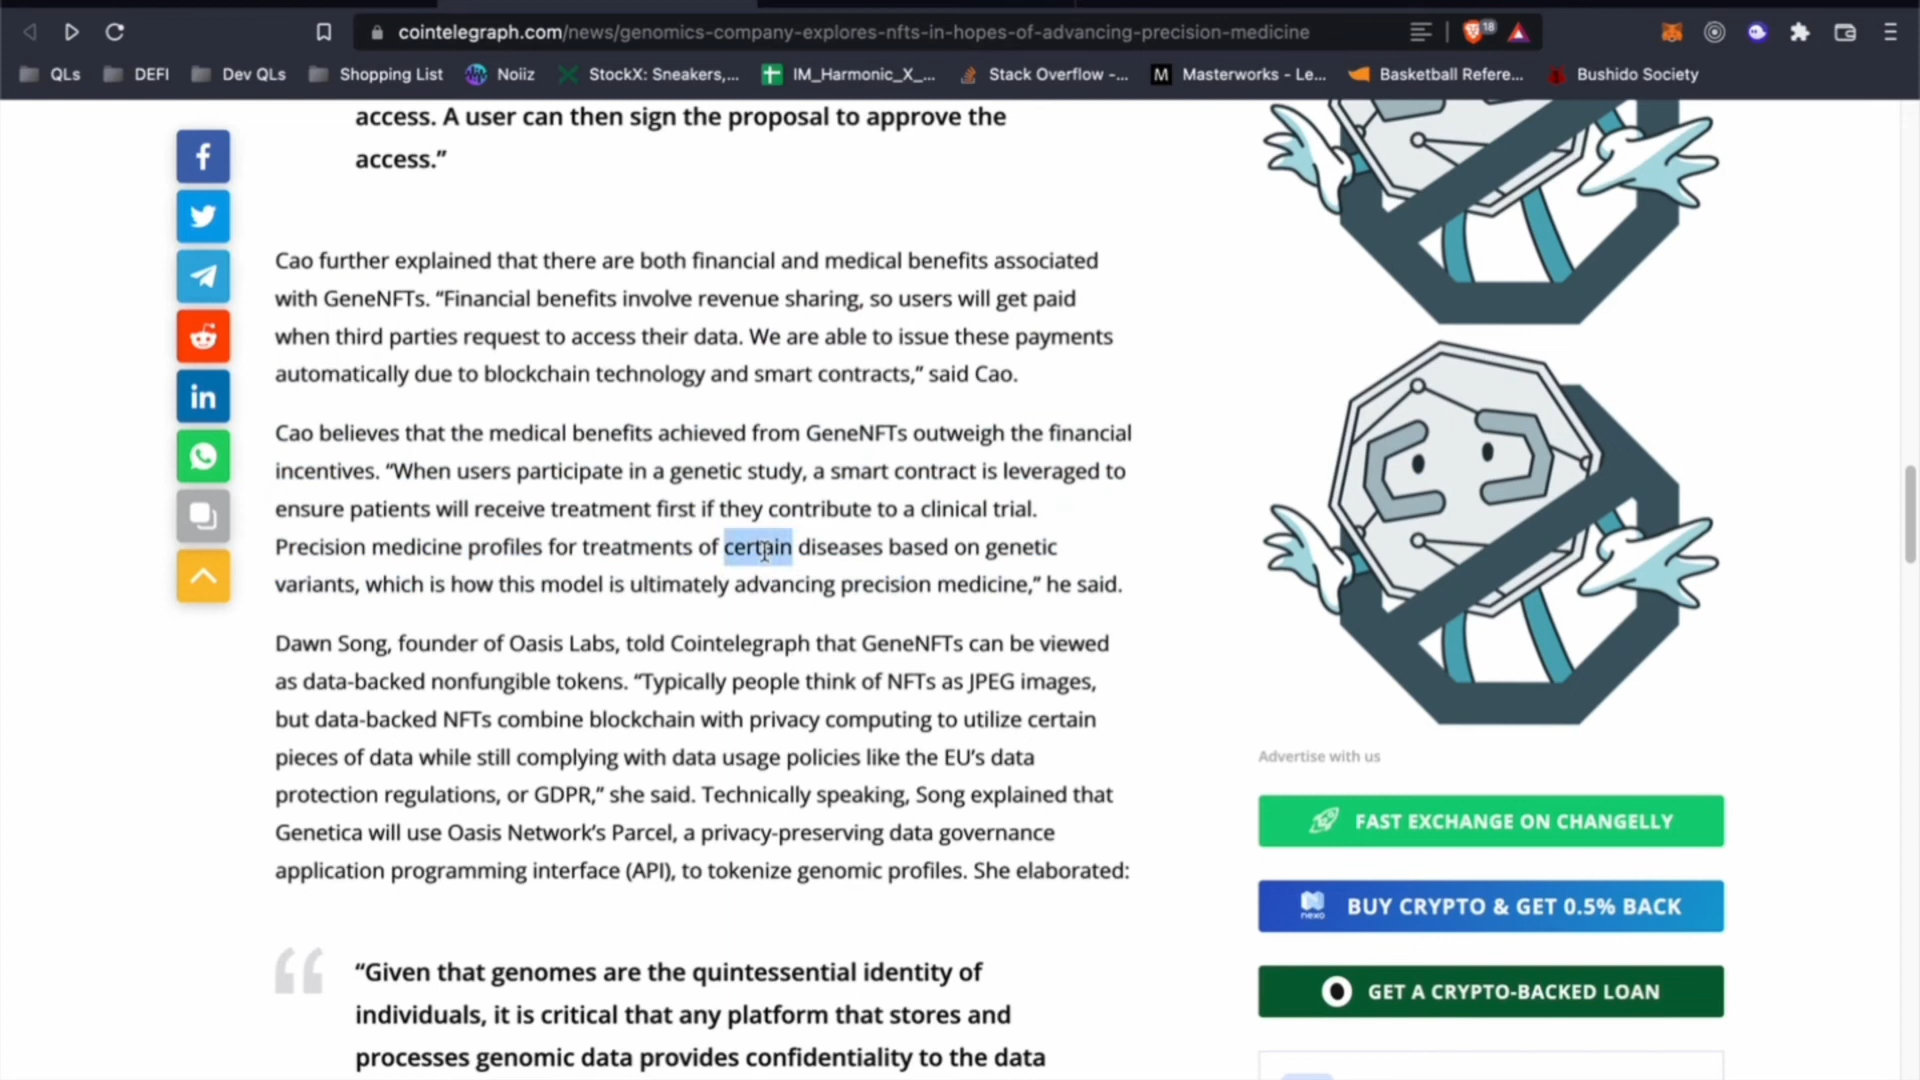 cointelegraph.com/news/genomics-company-explores-nfts-in-hopes-of-advancing-precision-medicine
18
QLs
DEFI
Dev QLs
Shopping List
Noiiz
StockX: Sneakers,...
IM_Harmonic_X_...
Stack Overflow -...
M
Masterworks - Le...
Basketball Refere...
Bushido Society
access. A user can then sign the proposal to approve the
access.”
Cao further explained that there are both financial and medical benefits associated
with GeneNFTs. “Financial benefits involve revenue sharing, so users will get paid
when third parties request to access their data. We are able to issue these payments
automatically due to blockchain technology and smart contracts,” said Cao.
Cao believes that the medical benefits achieved from GeneNFTs outweigh the financial
incentives. “When users participate in a genetic study, a smart contract is leveraged to
ensure patients will receive treatment first if they contribute to a clinical trial.
Precision medicine profiles for treatments of certain diseases based on genetic
variants, which is how this model is ultimately advancing precision medicine,” he said.
Dawn Song, founder of Oasis Labs, told Cointelegraph that GeneNFTs can be viewed
as data-backed nonfungible tokens. “Typically people think of NFTs as JPEG images,
but data-backed NFTs combine blockchain with privacy computing to utilize certain
pieces of data while still complying with data usage policies like the EU’s data
protection regulations, or GDPR,” she said. Technically speaking, Song explained that
Genetica will use Oasis Network’s Parcel, a privacy-preserving data governance
application programming interface (API), to tokenize genomic profiles. She elaborated:
“Given that genomes are the quintessential identity of
individuals, it is critical that any platform that stores and
processes genomic data provides confidentiality to the data
Advertise with us
FAST EXCHANGE ON CHANGELLY
nexo
BUY CRYPTO & GET 0.5% BACK
GET A CRYPTO-BACKED LOAN